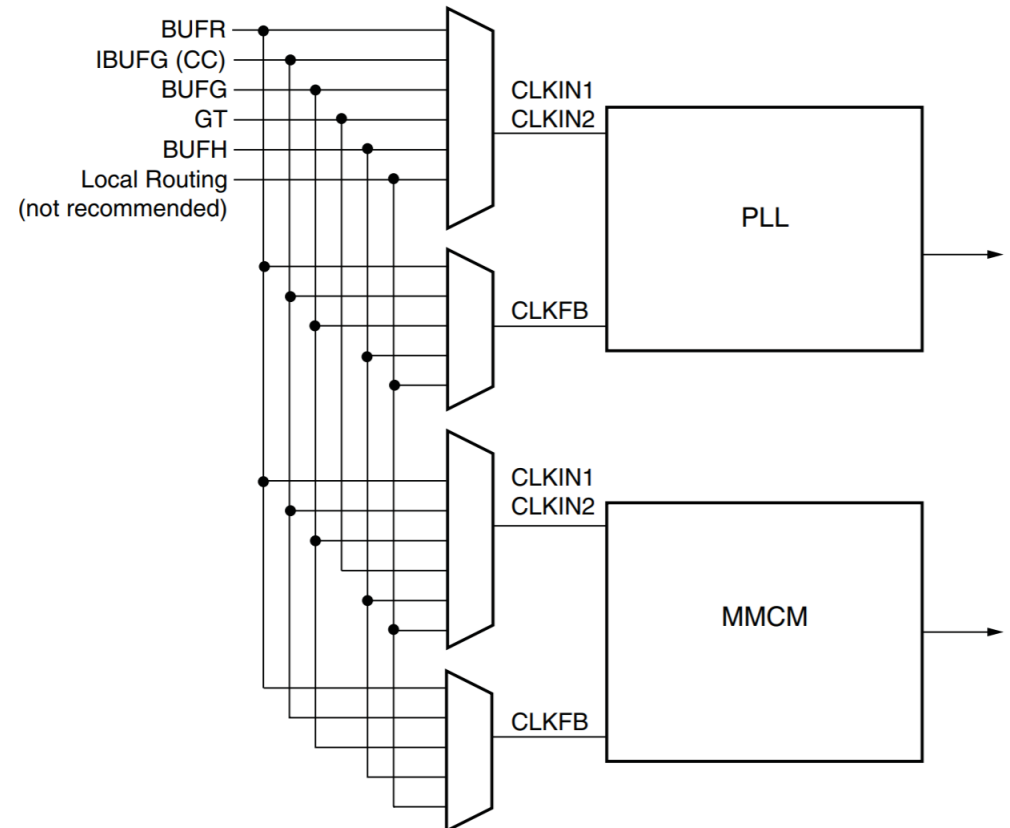 BUFR
IBUFG (CC)
BUFG
GT
BUFH
Local Routing
(not recommended)
CLKIN1
CLKIN2
PLL
CLKFB
CLKIN1
CLKIN2
MMCM
CLKFB